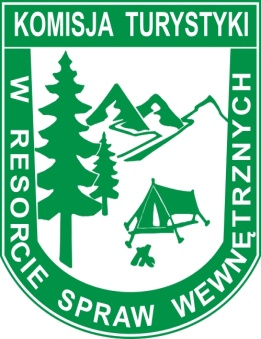 KOMISJA TURYSTYKI
W RESORCIE SPRAW WEWNĘTRZNYCH